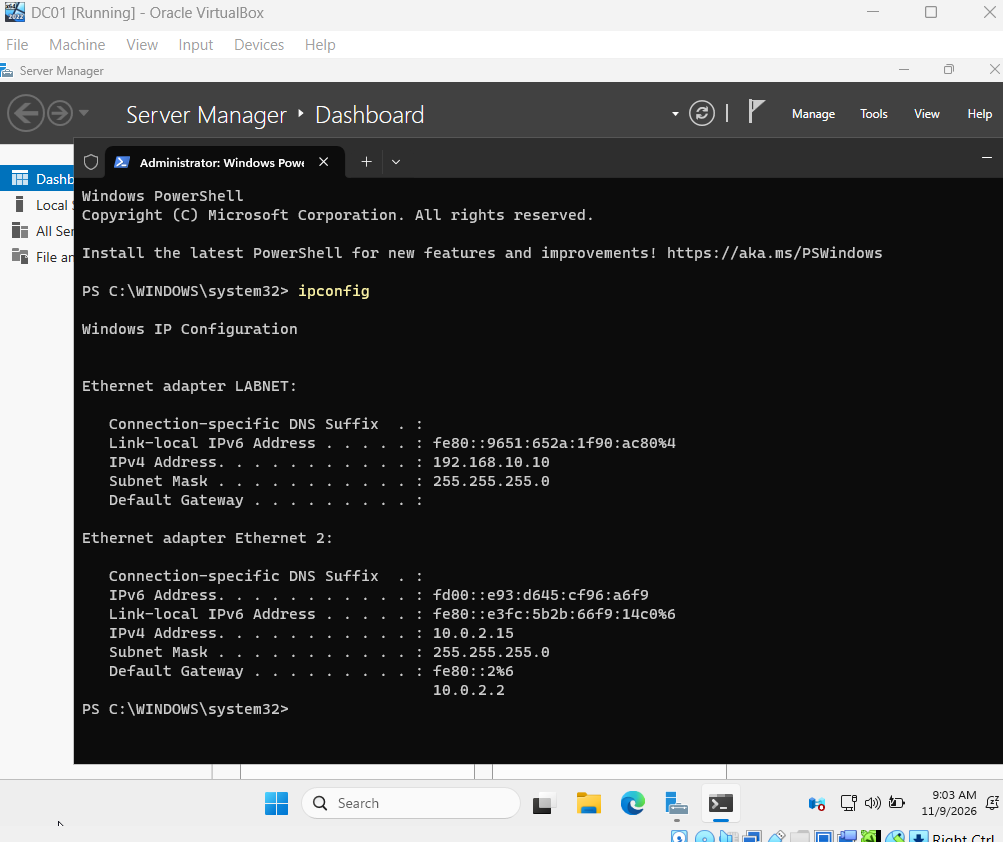 DC01 [Running] - Oracle VirtualBox
File Machine View Input Devices Help
Server Manager
Server Manager ‣ Dashboard
Manage Tools View Help
Dashb
Local S
All Ser
File an
Administrator: Windows Powe
Windows PowerShell
Copyright (C) Microsoft Corporation. All rights reserved.
Install the latest PowerShell for new features and improvements! https://aka.ms/PSWindows
PS C:\WINDOWS\system32> ipconfig
Windows IP Configuration
Ethernet adapter LABNET:
Connection-specific DNS Suffix . :
Link-local IPv6 Address . . . . . : fe80::9651:652a:1f90:ac80%4
IPv4 Address. . . . . . . . . . . : 192.168.10.10
Subnet Mask . . . . . . . . . . . : 255.255.255.0
Default Gateway . . . . . . . . . :
Ethernet adapter Ethernet 2:
Connection-specific DNS Suffix . :
IPv6 Address. . . . . . . . . . . : fd00::e93:d645:cf96:a6f9
Link-local IPv6 Address . . . . . : fe80::e3fc:5b2b:66f9:14c0%6
IPv4 Address. . . . . . . . . . . : 10.0.2.15
Subnet Mask . . . . . . . . . . . : 255.255.255.0
Default Gateway . . . . . . . . . : fe80::2%6
10.0.2.2
PS C:\WINDOWS\system32>
Search
9:03 AM
11/9/2026
Right Ctrl